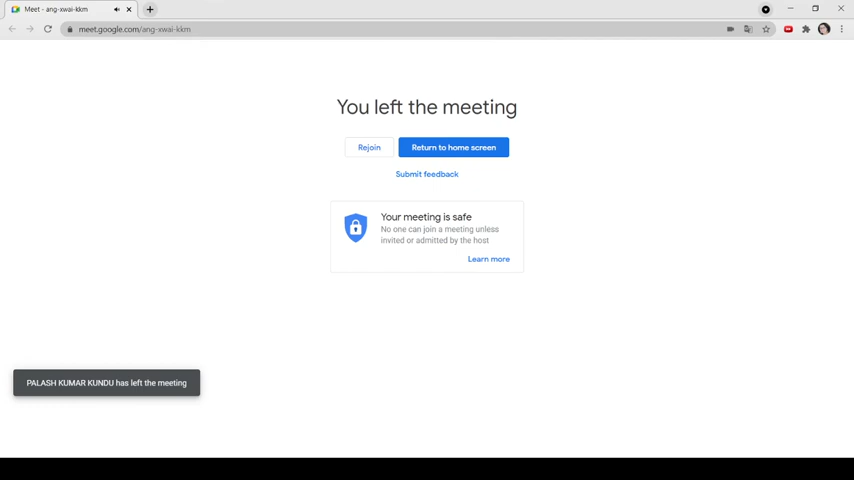 Meet - ang-xwai-kkm
meet.google.com/ang-xwai-kkm
You left the meeting
Rejoin
Return to home screen
Submit feedback
Your meeting is safe
No one can join a meeting unless
invited or admitted by the host
Learn more
PALASH KUMAR KUNDU has left the meeting